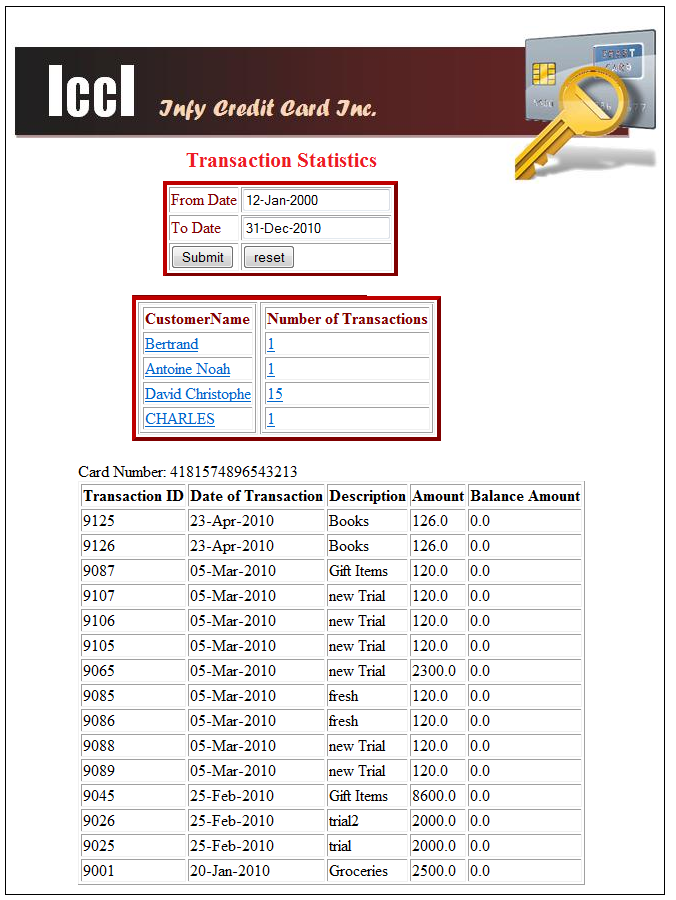 Iccl Infy Credit Card Inc.
SMART
CARD
Transaction Statistics
From Date 12-Jan-2000
To Date 31-Dec-2010
Submit reset
CustomerName Number of Transactions
Bertrand 1
Antoine Noah 1
David Christophe 15
CHARLES 1
Card Number: 4181574896543213
Transaction ID Date of Transaction Description Amount Balance Amount
9125 23-Apr-2010 Books 126.0 0.0
9126 23-Apr-2010 Books 126.0 0.0
9087 05-Mar-2010 Gift Items 120.0 0.0
9107 05-Mar-2010 new Trial 120.0 0.0
9106 05-Mar-2010 new Trial 120.0 0.0
9105 05-Mar-2010 new Trial 120.0 0.0
9065 05-Mar-2010 new Trial 2300.0 0.0
9085 05-Mar-2010 fresh 120.0 0.0
9086 05-Mar-2010 fresh 120.0 0.0
9088 05-Mar-2010 new Trial 120.0 0.0
9089 05-Mar-2010 new Trial 120.0 0.0
9045 25-Feb-2010 Gift Items 8600.0 0.0
9026 25-Feb-2010 trial2 2000.0 0.0
9025 25-Feb-2010 trial 2000.0 0.0
9001 20-Jan-2010 Groceries 2500.0 0.0